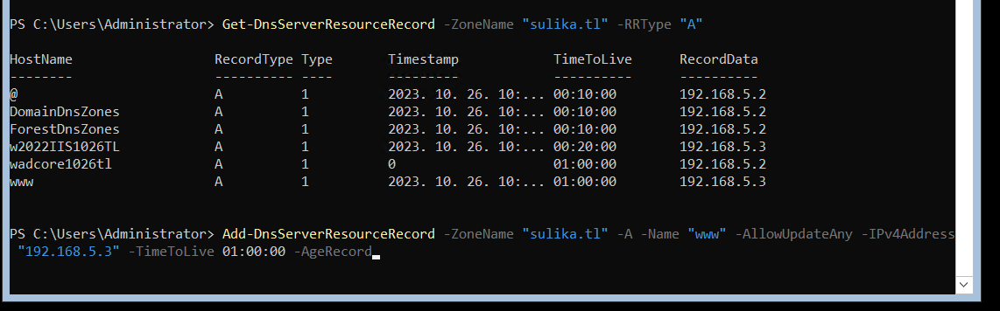 PS C:\Users\Administrator> Get-DnsServerResourceRecord -ZoneName "sulika.tl" -RRType "A"
HostName RecordType Type Timestamp TimeToLive RecordData
-------- ---------- ---- --------- ---------- ----------
@ A 1 2023. 10. 26. 10:... 00:10:00 192.168.5.2
DomainDnsZones A 1 2023. 10. 26. 10:... 00:10:00 192.168.5.2
ForestDnsZones A 1 2023. 10. 26. 10:... 00:10:00 192.168.5.2
w2022IIS1026TL A 1 2023. 10. 26. 10:... 00:20:00 192.168.5.3
wadcore1026tl A 1 0 01:00:00 192.168.5.2
www A 1 2023. 10. 26. 10:... 01:00:00 192.168.5.3
PS C:\Users\Administrator> Add-DnsServerResourceRecord -ZoneName "sulika.tl" -A -Name "www" -AllowUpdateAny -IPv4Address
"192.168.5.3" -TimeToLive 01:00:00 -AgeRecord